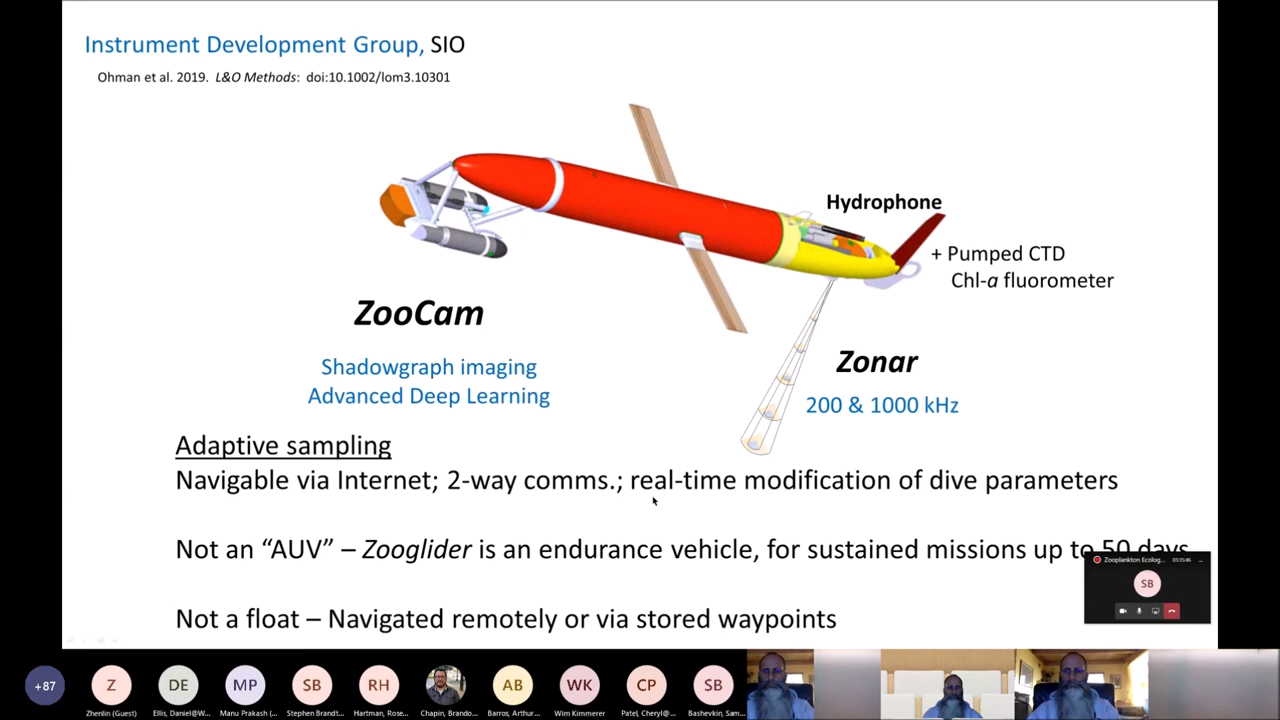 Instrument Development Group, SIO
Ohman et al. 2019. L&O Methods: doi:10.1002/lom3.10301
Hydrophone
+ Pumped CTD
Chl-a fluorometer
ZooCam
Shadowgraph imaging
Advanced Deep Learning
Zonar
200 & 1000 kHz
Adaptive sampling
Navigable via Internet; 2-way comms.; real-time modification of dive parameters
Not an “AUV” – Zooglider is an endurance vehicle, for sustained missions up to 50 days
Zooplankton Ecolog... 03:55:46 ...
SB
Not a float – Navigated remotely or via stored waypoints
+87
Z
DE
MP
SB
RH
AB
WK
CP
SB
Zhenlin (Guest)
Ellis, Daniel@W...
Manu Prakash (...
Stephen Brandt...
Hartman, Rose...
Chapin, Brando...
Barros, Arthur...
Wim Kimmerer
Patel, Cheryl@...
Bashevkin, Sam...